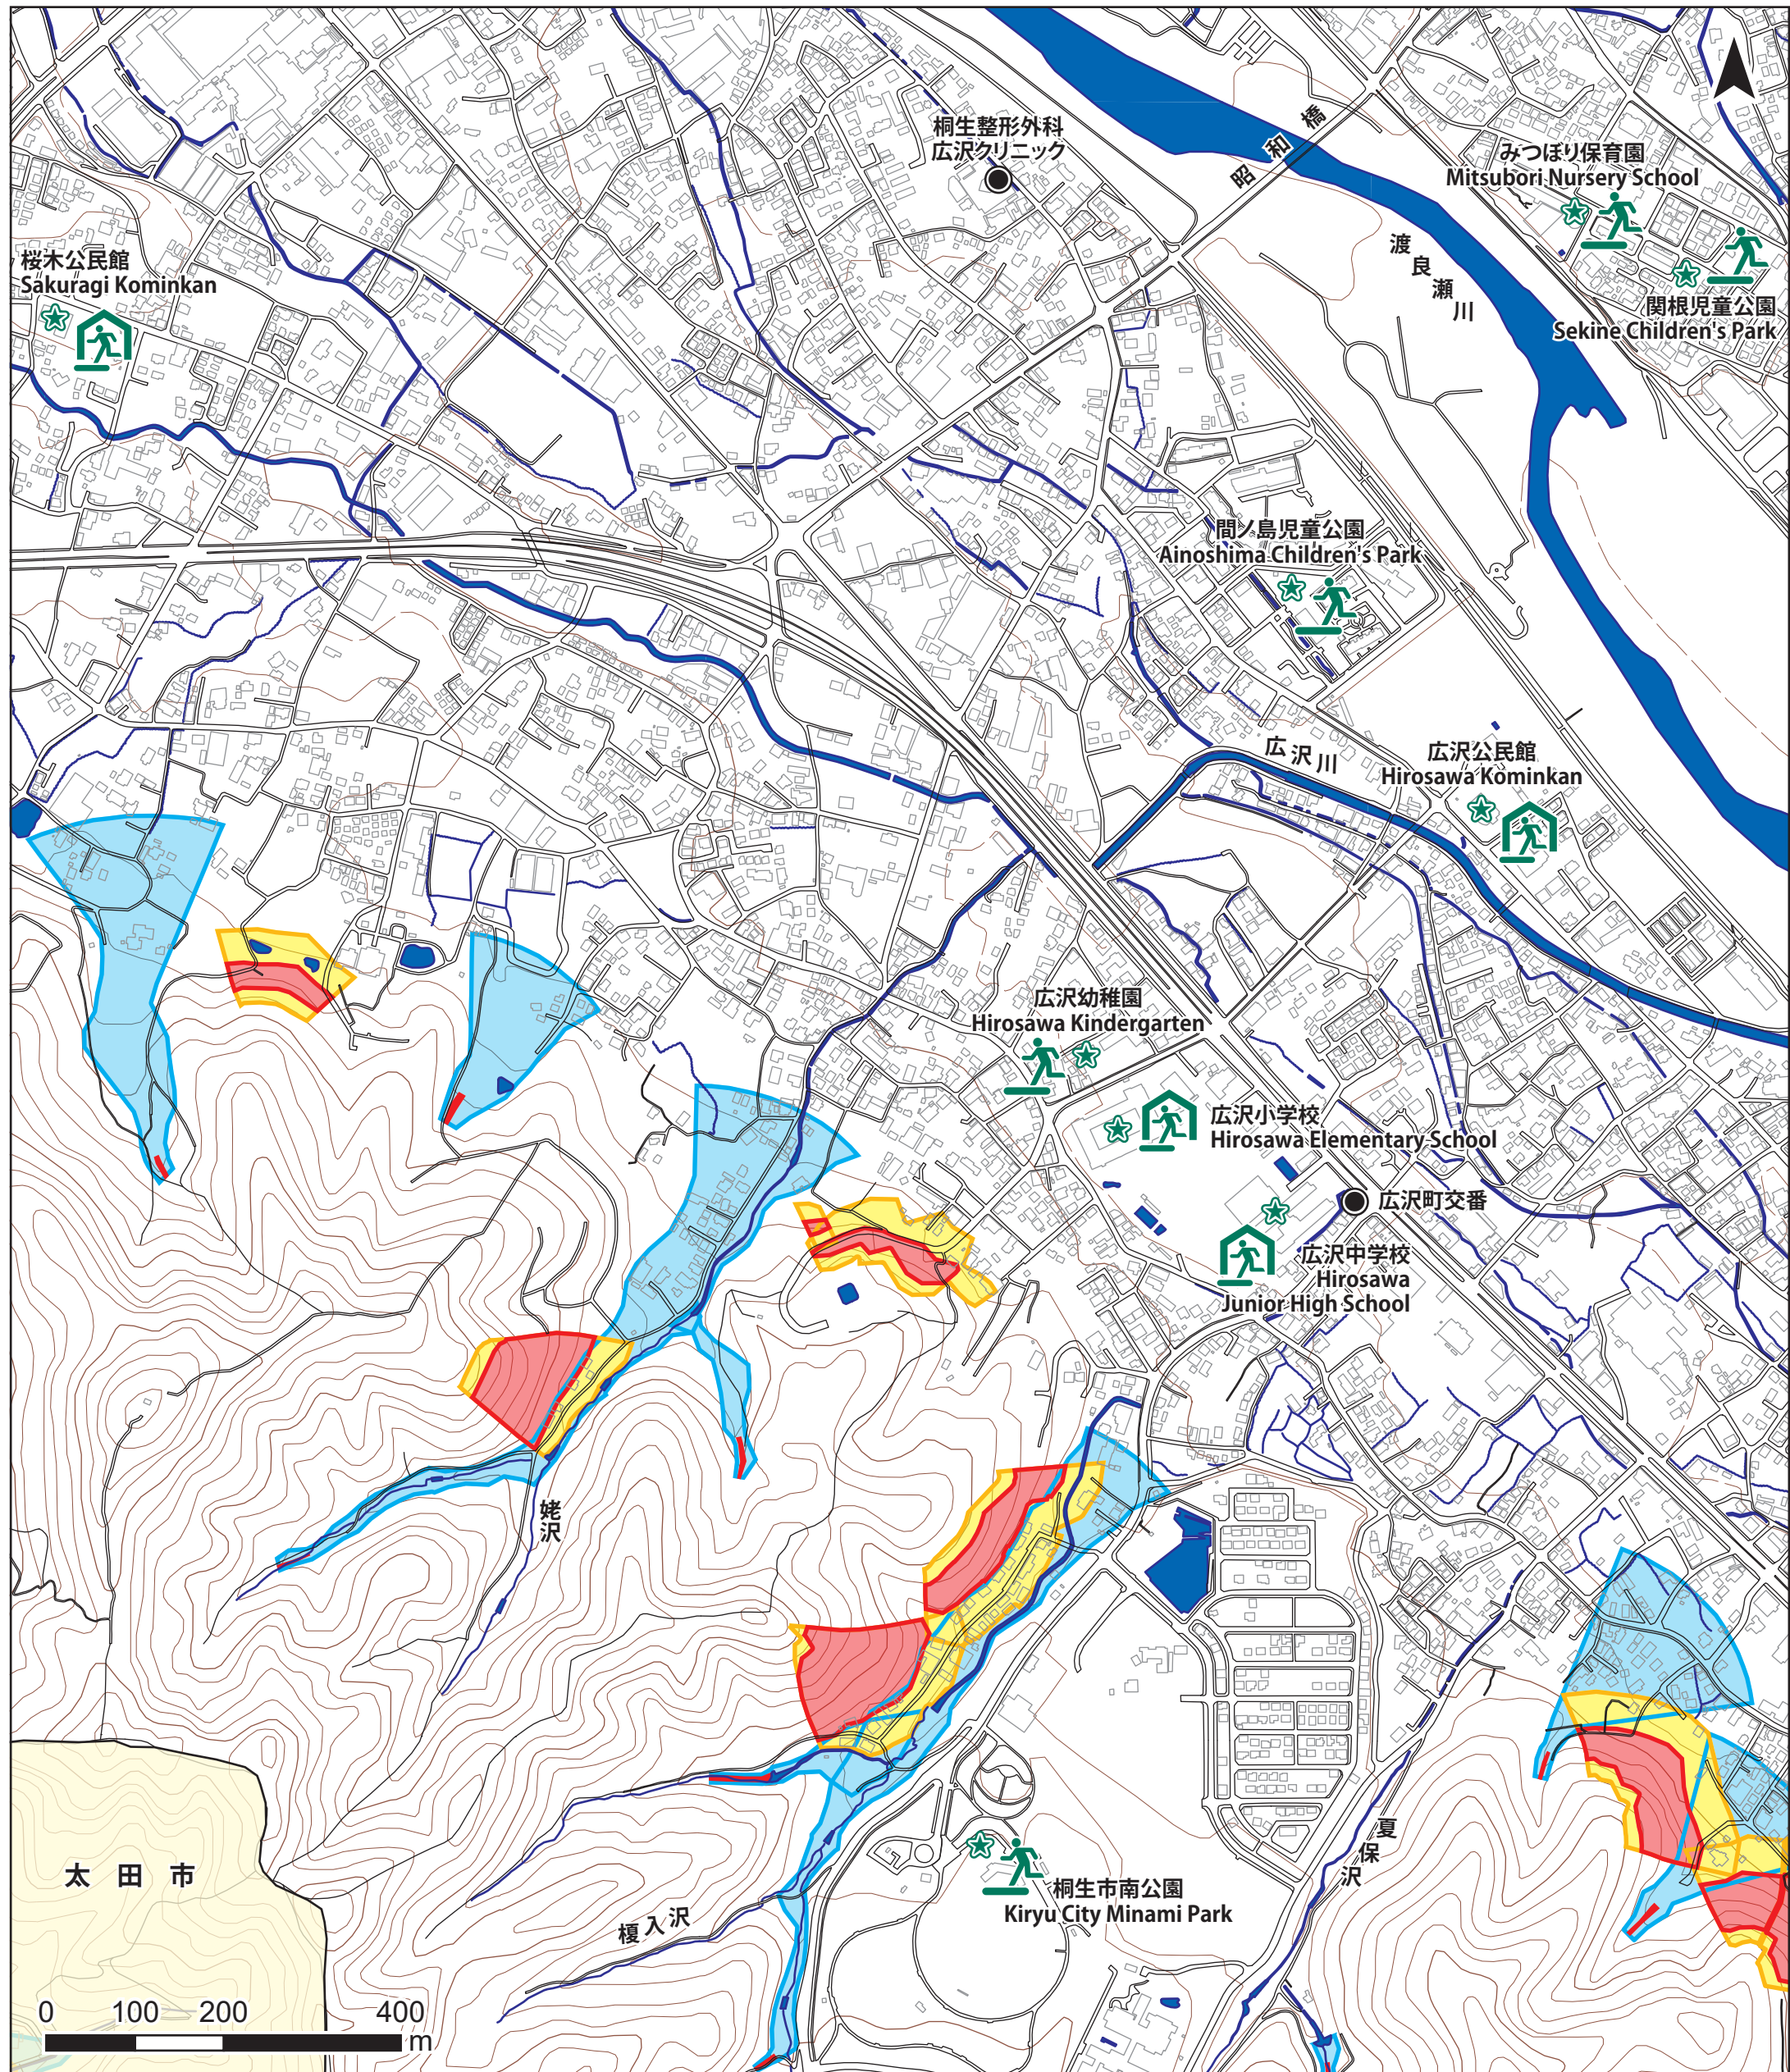 桐生整形外科
広沢クリニック
昭和橋
みつぼり保育園
Mitsubori Nursery School
渡良瀬川
関根児童公園
Sekine Children's Park
桜木公民館
Sakuragi Kominkan
間ノ島児童公園
Ainoshima Children's Park
広沢川
広沢公民館
Hirosawa Kominkan
広沢幼稚園
Hirosawa Kindergarten
広沢小学校
Hirosawa Elementary School
広沢町交番
広沢中学校
Hirosawa
Junior High School
姥沢
夏保沢
桐生市南公園
Kiryu City Minami Park
榎入沢
太田市
0 100 200 400
m